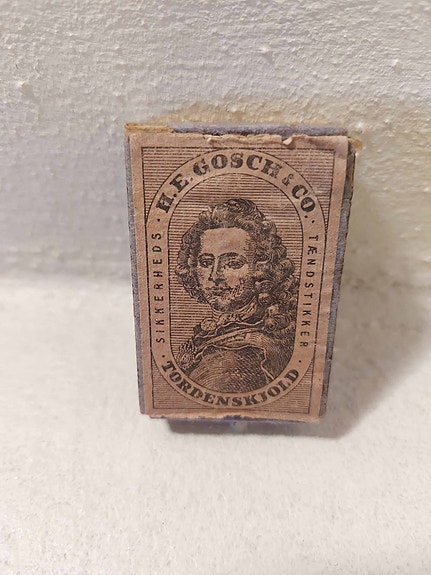 H.E. GOSCH & CO.
SIKKERHEDS
TÆNDSTIKKER
TORDENSKJOLD